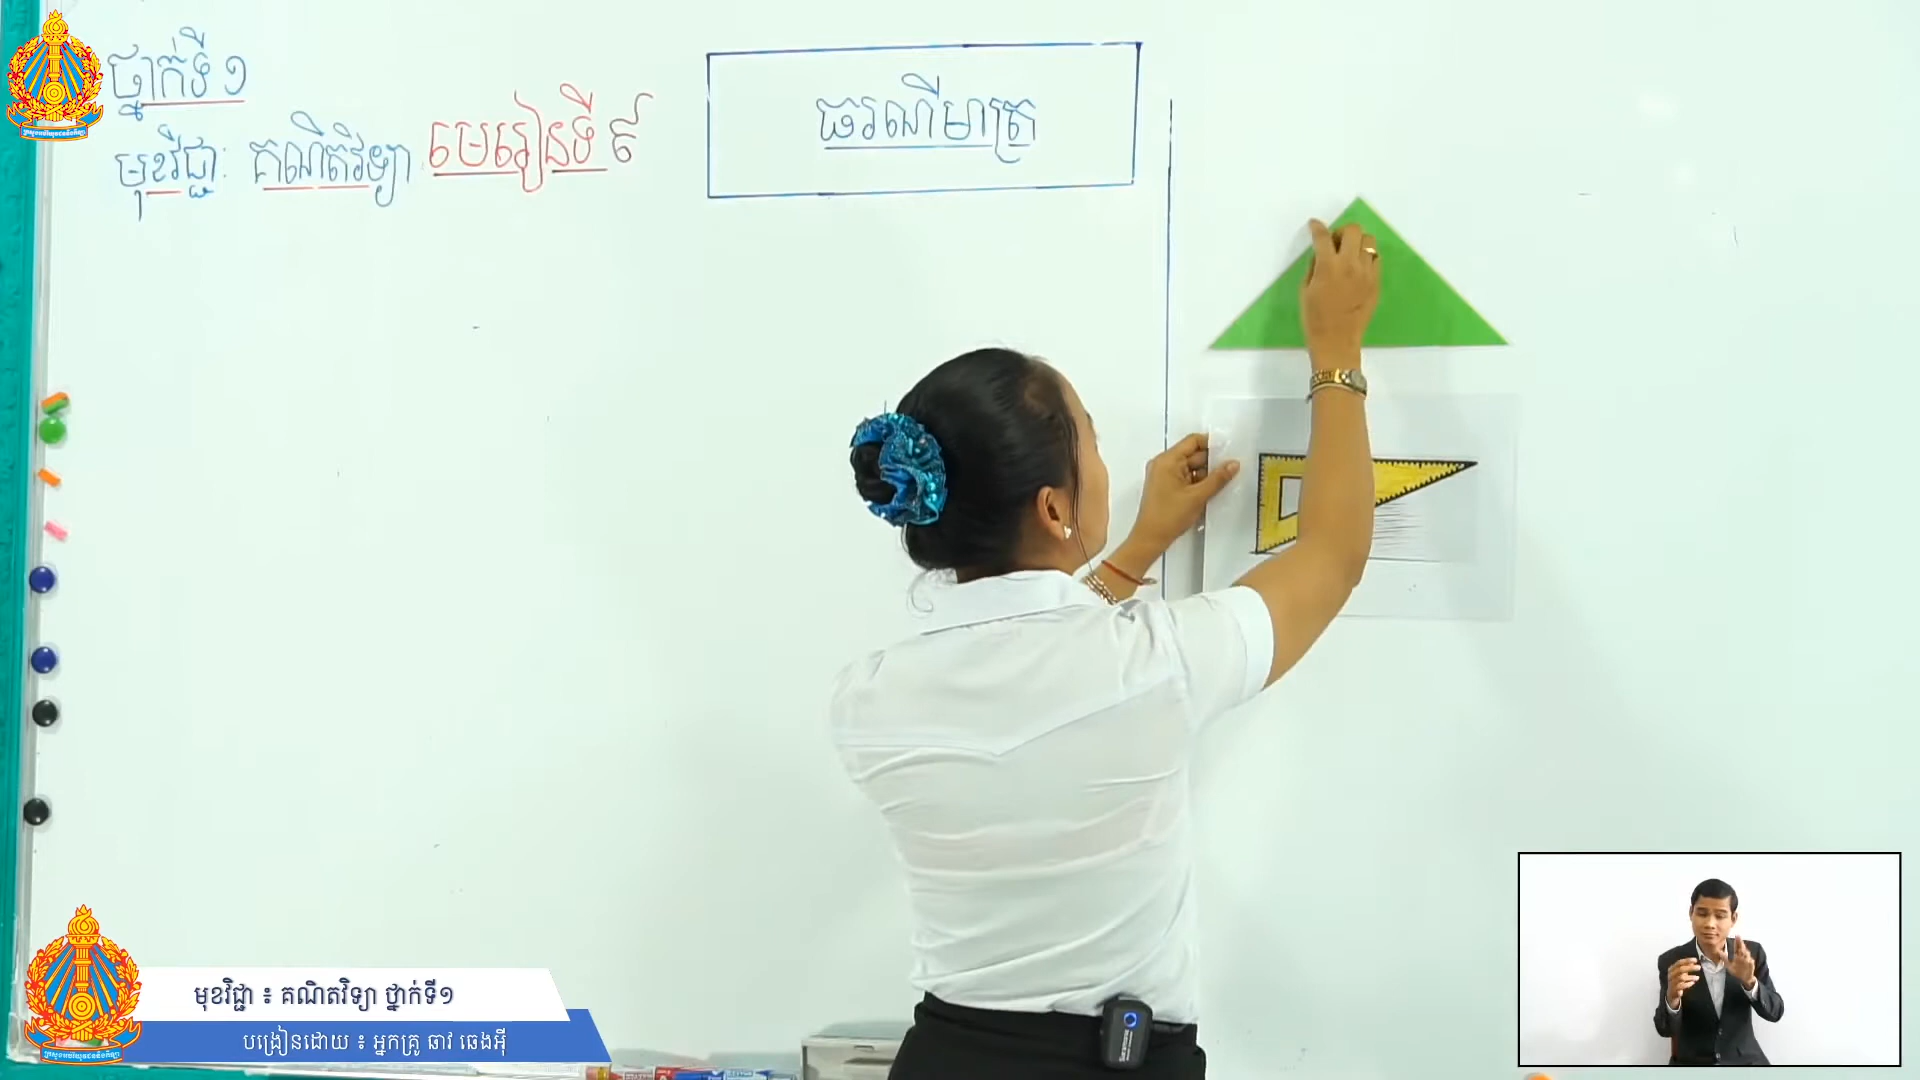 ថ្នាក់ទី ១
មុខវិជ្ជា: គណិតវិទ្យា មេរៀនទី ៩
ធរណីមាត្រ
មុខវិជ្ជា ៖ គណិតវិទ្យា ថ្នាក់ទី១
បង្រៀនដោយ ៖ អ្នកគ្រូ ឆាវ ឆេងអ៊ី